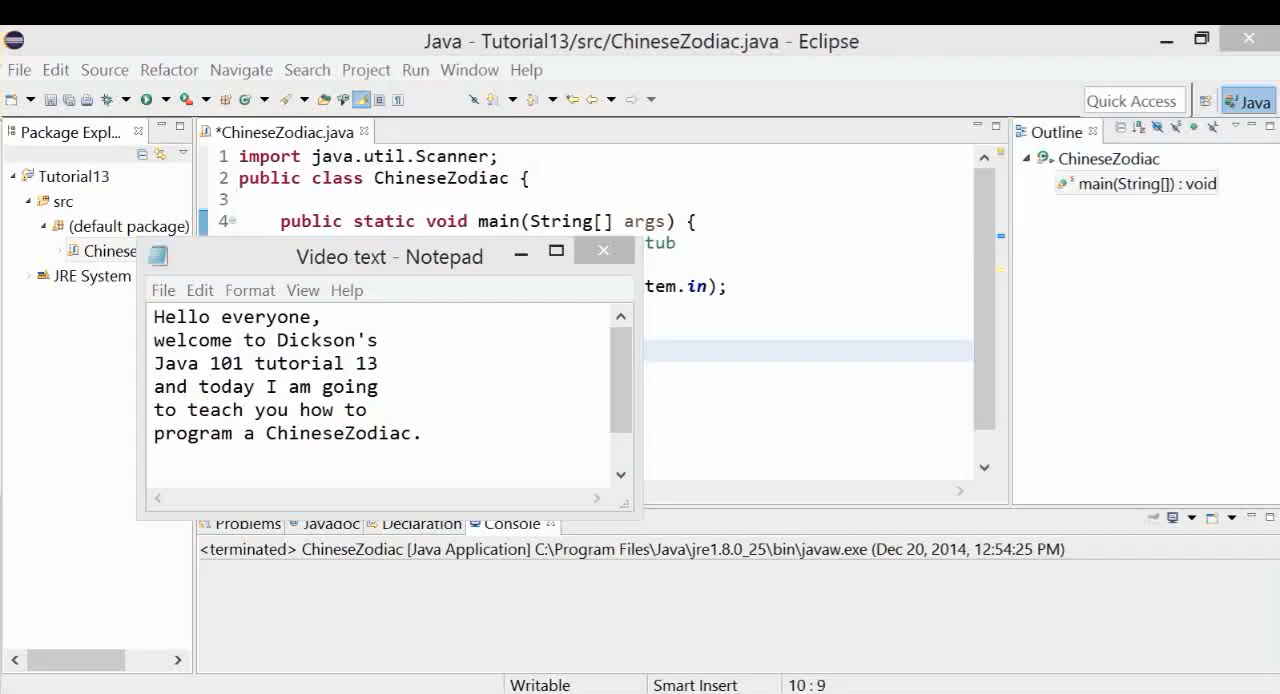 Java - Tutorial13/src/ChineseZodiac.java - Eclipse
File Edit Source Refactor Navigate Search Project Run Window Help
Quick Access
Java
Package Expl...
*ChineseZodiac.java
Outline
Tutorial13
src
(default package)
Chinese
JRE System
1 import java.util.Scanner;
2 public class ChineseZodiac {
3
4 public static void main(String[] args) {
tub
tem.in);
ChineseZodiac
main(String[]) : void
Video text - Notepad
File Edit Format View Help
Hello everyone,
welcome to Dickson's
Java 101 tutorial 13
and today I am going
to teach you how to
program a ChineseZodiac.
Problems Javadoc Declaration Console
<terminated> ChineseZodiac [Java Application] C:\Program Files\Java\jre1.8.0_25\bin\javaw.exe (Dec 20, 2014, 12:54:25 PM)
Writable Smart Insert 10 : 9